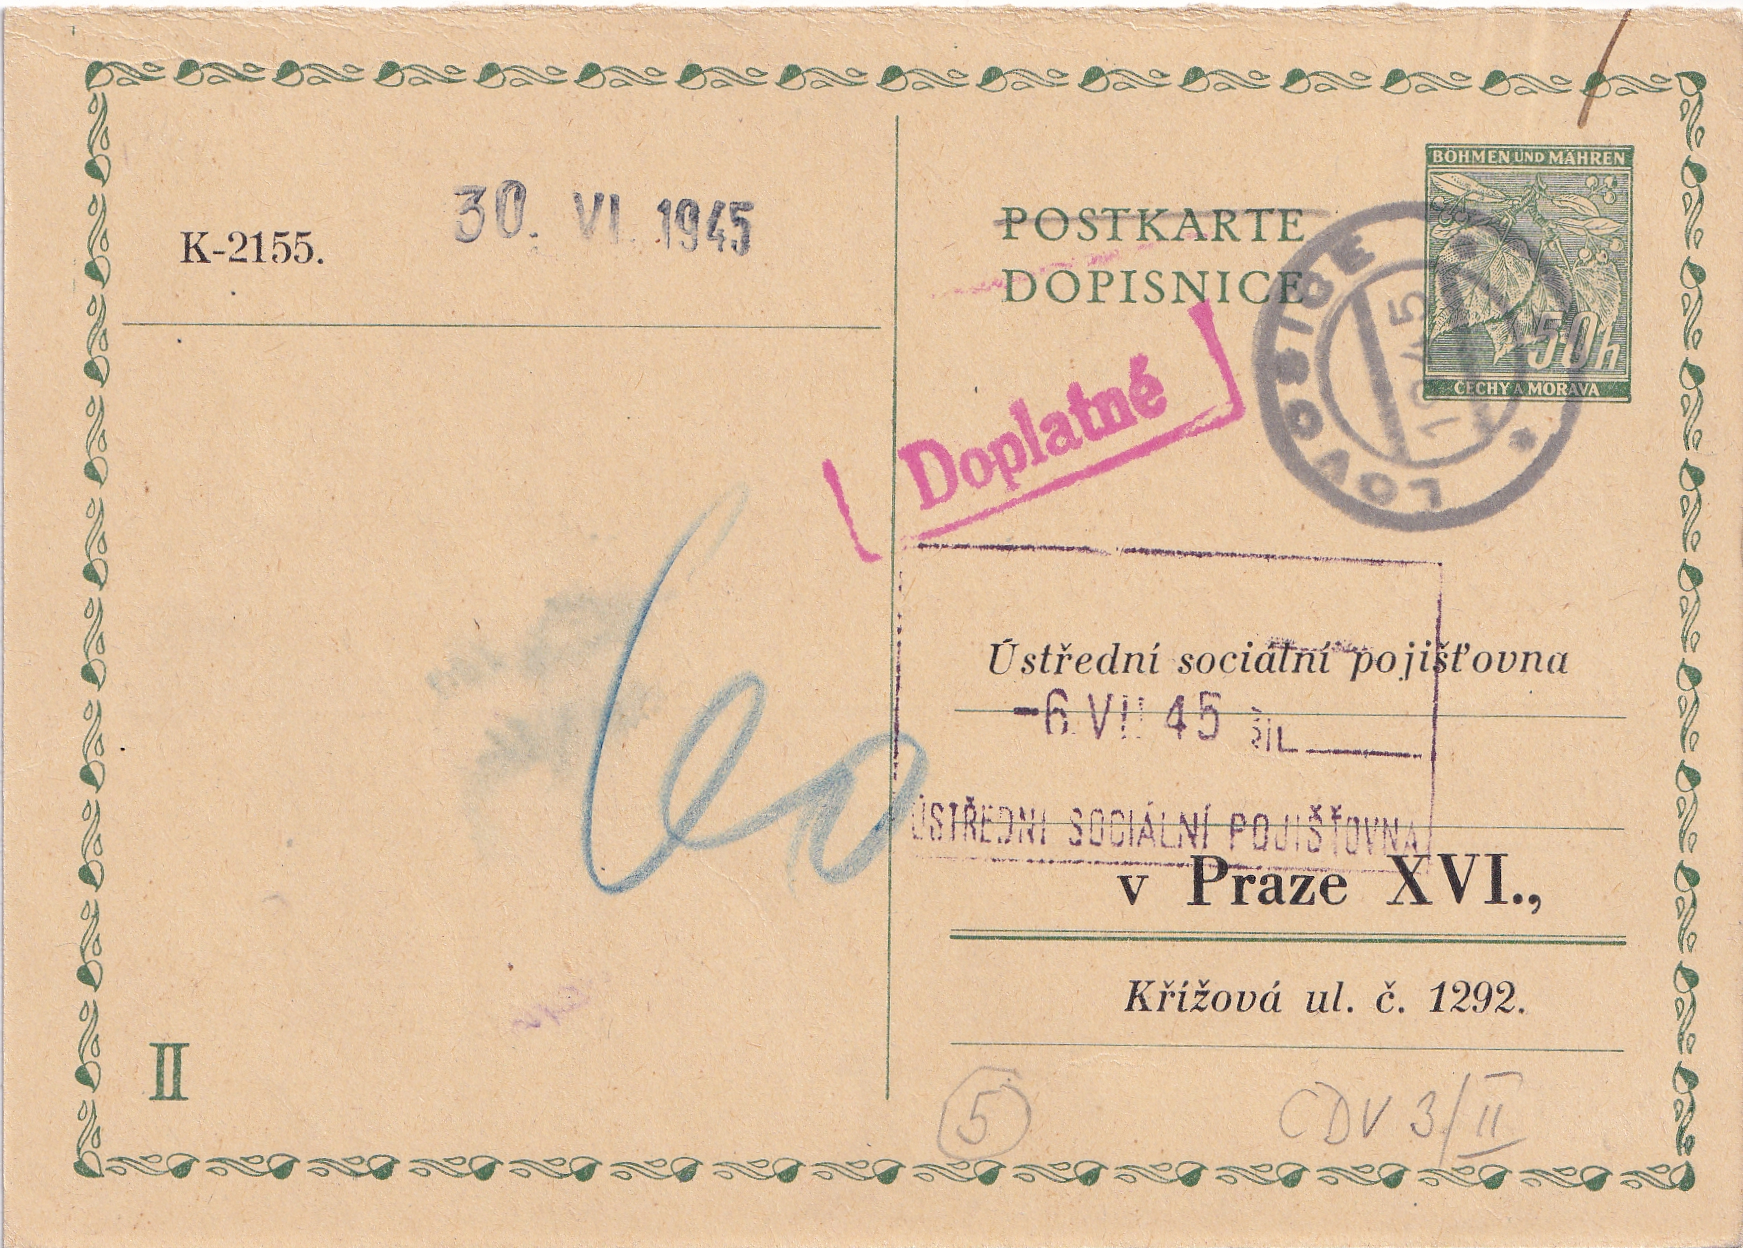 BÖHMEN UND MÄHREN
50h
ČECHY A MORAVA
POSTKARTE
DOPISNICE
LOVOSICE
1945
K-2155.
30. VI. 1945
Doplatné
Ústřední sociální pojišťovna
-6. VII 45
ÚSTŘEDNÍ SOCIÁLNÍ POJIŠŤOVNA
v Praze XVI.,
Křížová ul. č. 1292.
II
5
CDV 3/II